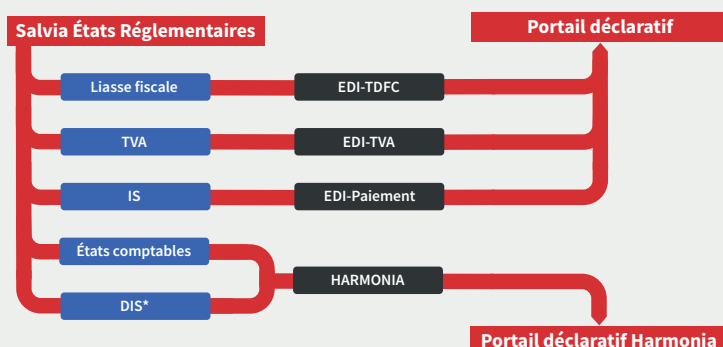 Salvia États Réglementaires
Portail déclaratif
Liasse fiscale
EDI-TDFC
TVA
EDI-TVA
IS
EDI-Paiement
États comptables
HARMONIA
DIS*
Portail déclaratif Harmonia